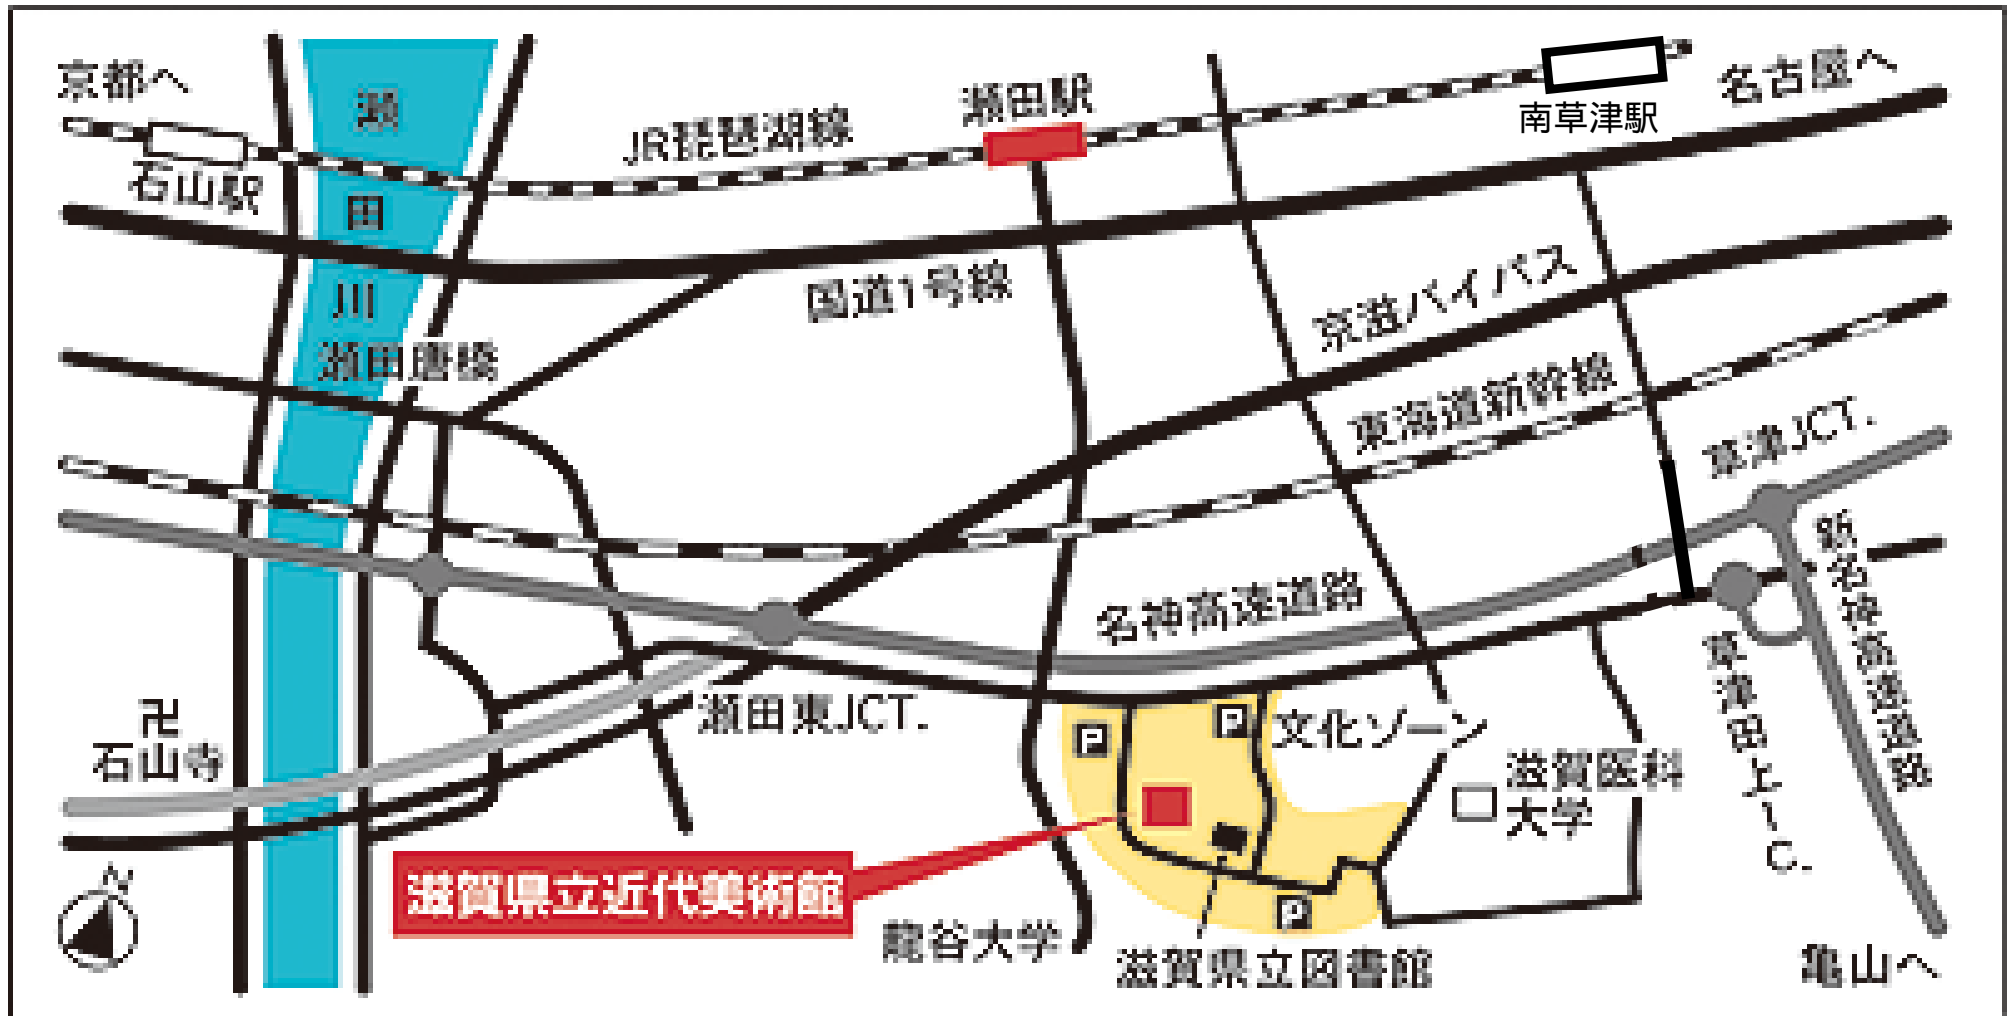 京都へ
瀬田川
瀬田駅
南草津駅
名古屋へ
JR琵琶湖線
石山駅
国道1号線
京滋バイパス
瀬田唐橋
東海道新幹線
草津JCT.
新名神高速道路
名神高速道路
草津田上I.C.
瀬田東JCT.
P
P
文化ゾーン
卍
石山寺
滋賀医科
大学
滋賀県立近代美術館
N
P
龍谷大学
滋賀県立図書館
亀山へ